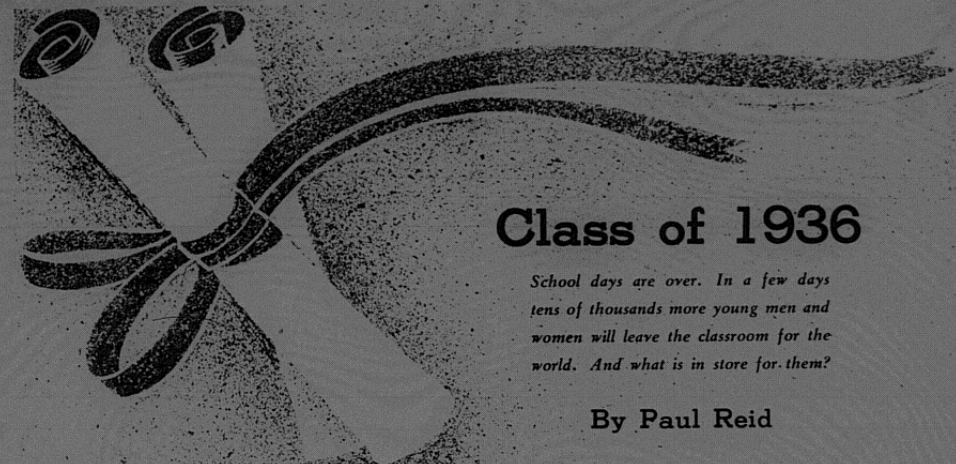 Class of 1936
School days are over. In a few days
tens of thousands more young men and
women will leave the classroom for the
world. And what is in store for them?
By Paul Reid